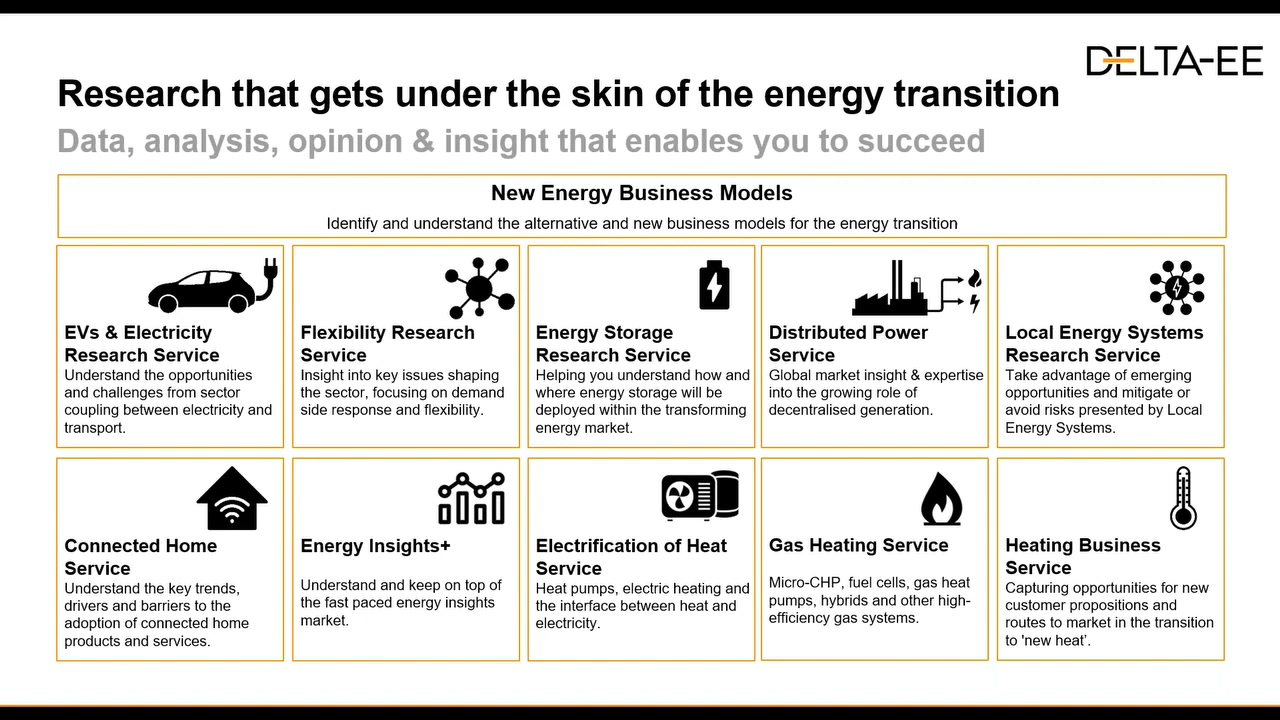 DELTA-EE
Research that gets under the skin of the energy transition
Data, analysis, opinion & insight that enables you to succeed
New Energy Business Models
Identify and understand the alternative and new business models for the energy transition
EVs & Electricity
Research Service
Understand the opportunities
and challenges from sector
coupling between electricity and
transport.
Flexibility Research
Service
Insight into key issues shaping
the sector, focusing on demand
side response and flexibility.
Energy Storage
Research Service
Helping you understand how and
where energy storage will be
deployed within the transforming
energy market.
Distributed Power
Service
Global market insight & expertise
into the growing role of
decentralised generation.
Local Energy Systems
Research Service
Take advantage of emerging
opportunities and mitigate or
avoid risks presented by Local
Energy Systems.
Connected Home
Service
Understand the key trends,
drivers and barriers to the
adoption of connected home
products and services.
Energy Insights+
Understand and keep on top of
the fast paced energy insights
market.
Electrification of Heat
Service
Heat pumps, electric heating and
the interface between heat and
electricity.
Gas Heating Service
Micro-CHP, fuel cells, gas heat
pumps, hybrids and other high-
efficiency gas systems.
Heating Business
Service
Capturing opportunities for new
customer propositions and
routes to market in the transition
to 'new heat’.